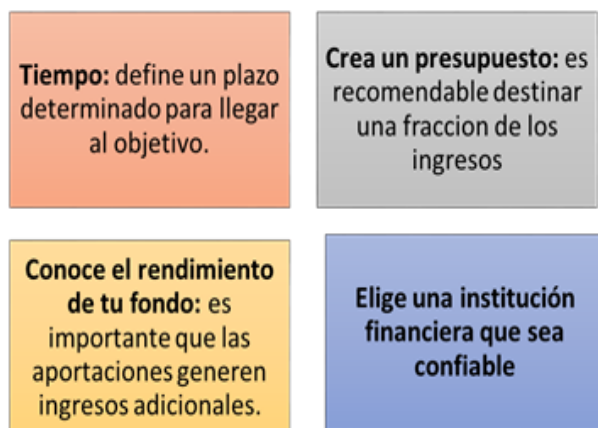 Tiempo: define un plazo
determinado para llegar
al objetivo.
Crea un presupuesto: es
recomendable destinar
una fraccion de los
ingresos
Conoce el rendimiento
de tu fondo: es
importante que las
aportaciones generen
ingresos adicionales.
Elige una institución
financiera que sea
confiable